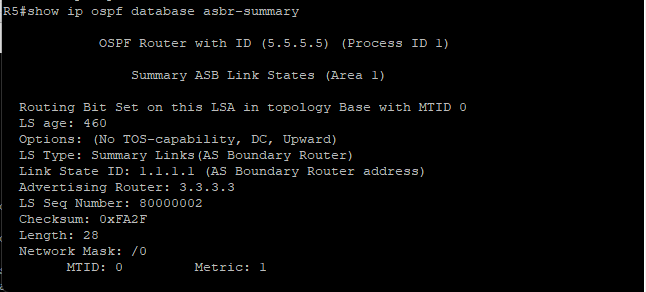 R5#show ip ospf database asbr-summary
OSPF Router with ID (5.5.5.5) (Process ID 1)
Summary ASB Link States (Area 1)
Routing Bit Set on this LSA in topology Base with MTID 0
LS age: 460
Options: (No TOS-capability, DC, Upward)
LS Type: Summary Links(AS Boundary Router)
Link State ID: 1.1.1.1 (AS Boundary Router address)
Advertising Router: 3.3.3.3
LS Seq Number: 80000002
Checksum: 0xFA2F
Length: 28
Network Mask: /0
MTID: 0 Metric: 1